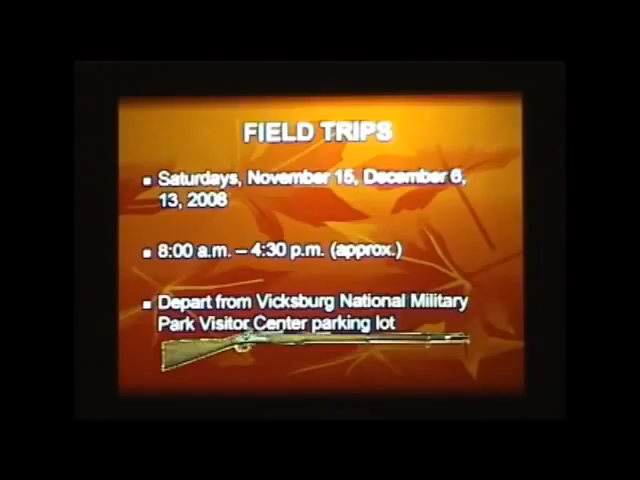 FIELD TRIPS
Saturdays, November 15, December 6,
13, 2008
8:00 a.m. – 4:30 p.m. (approx.)
Depart from Vicksburg National Military
Park Visitor Center parking lot